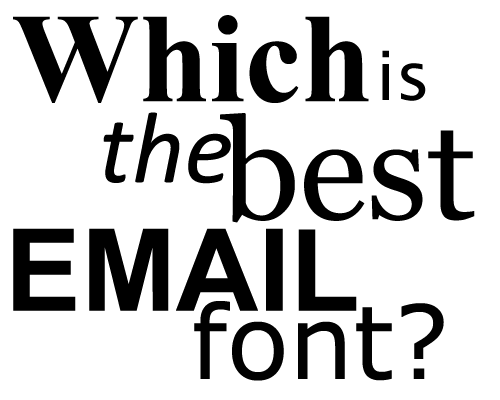 Which is
the best
EMAIL
font?